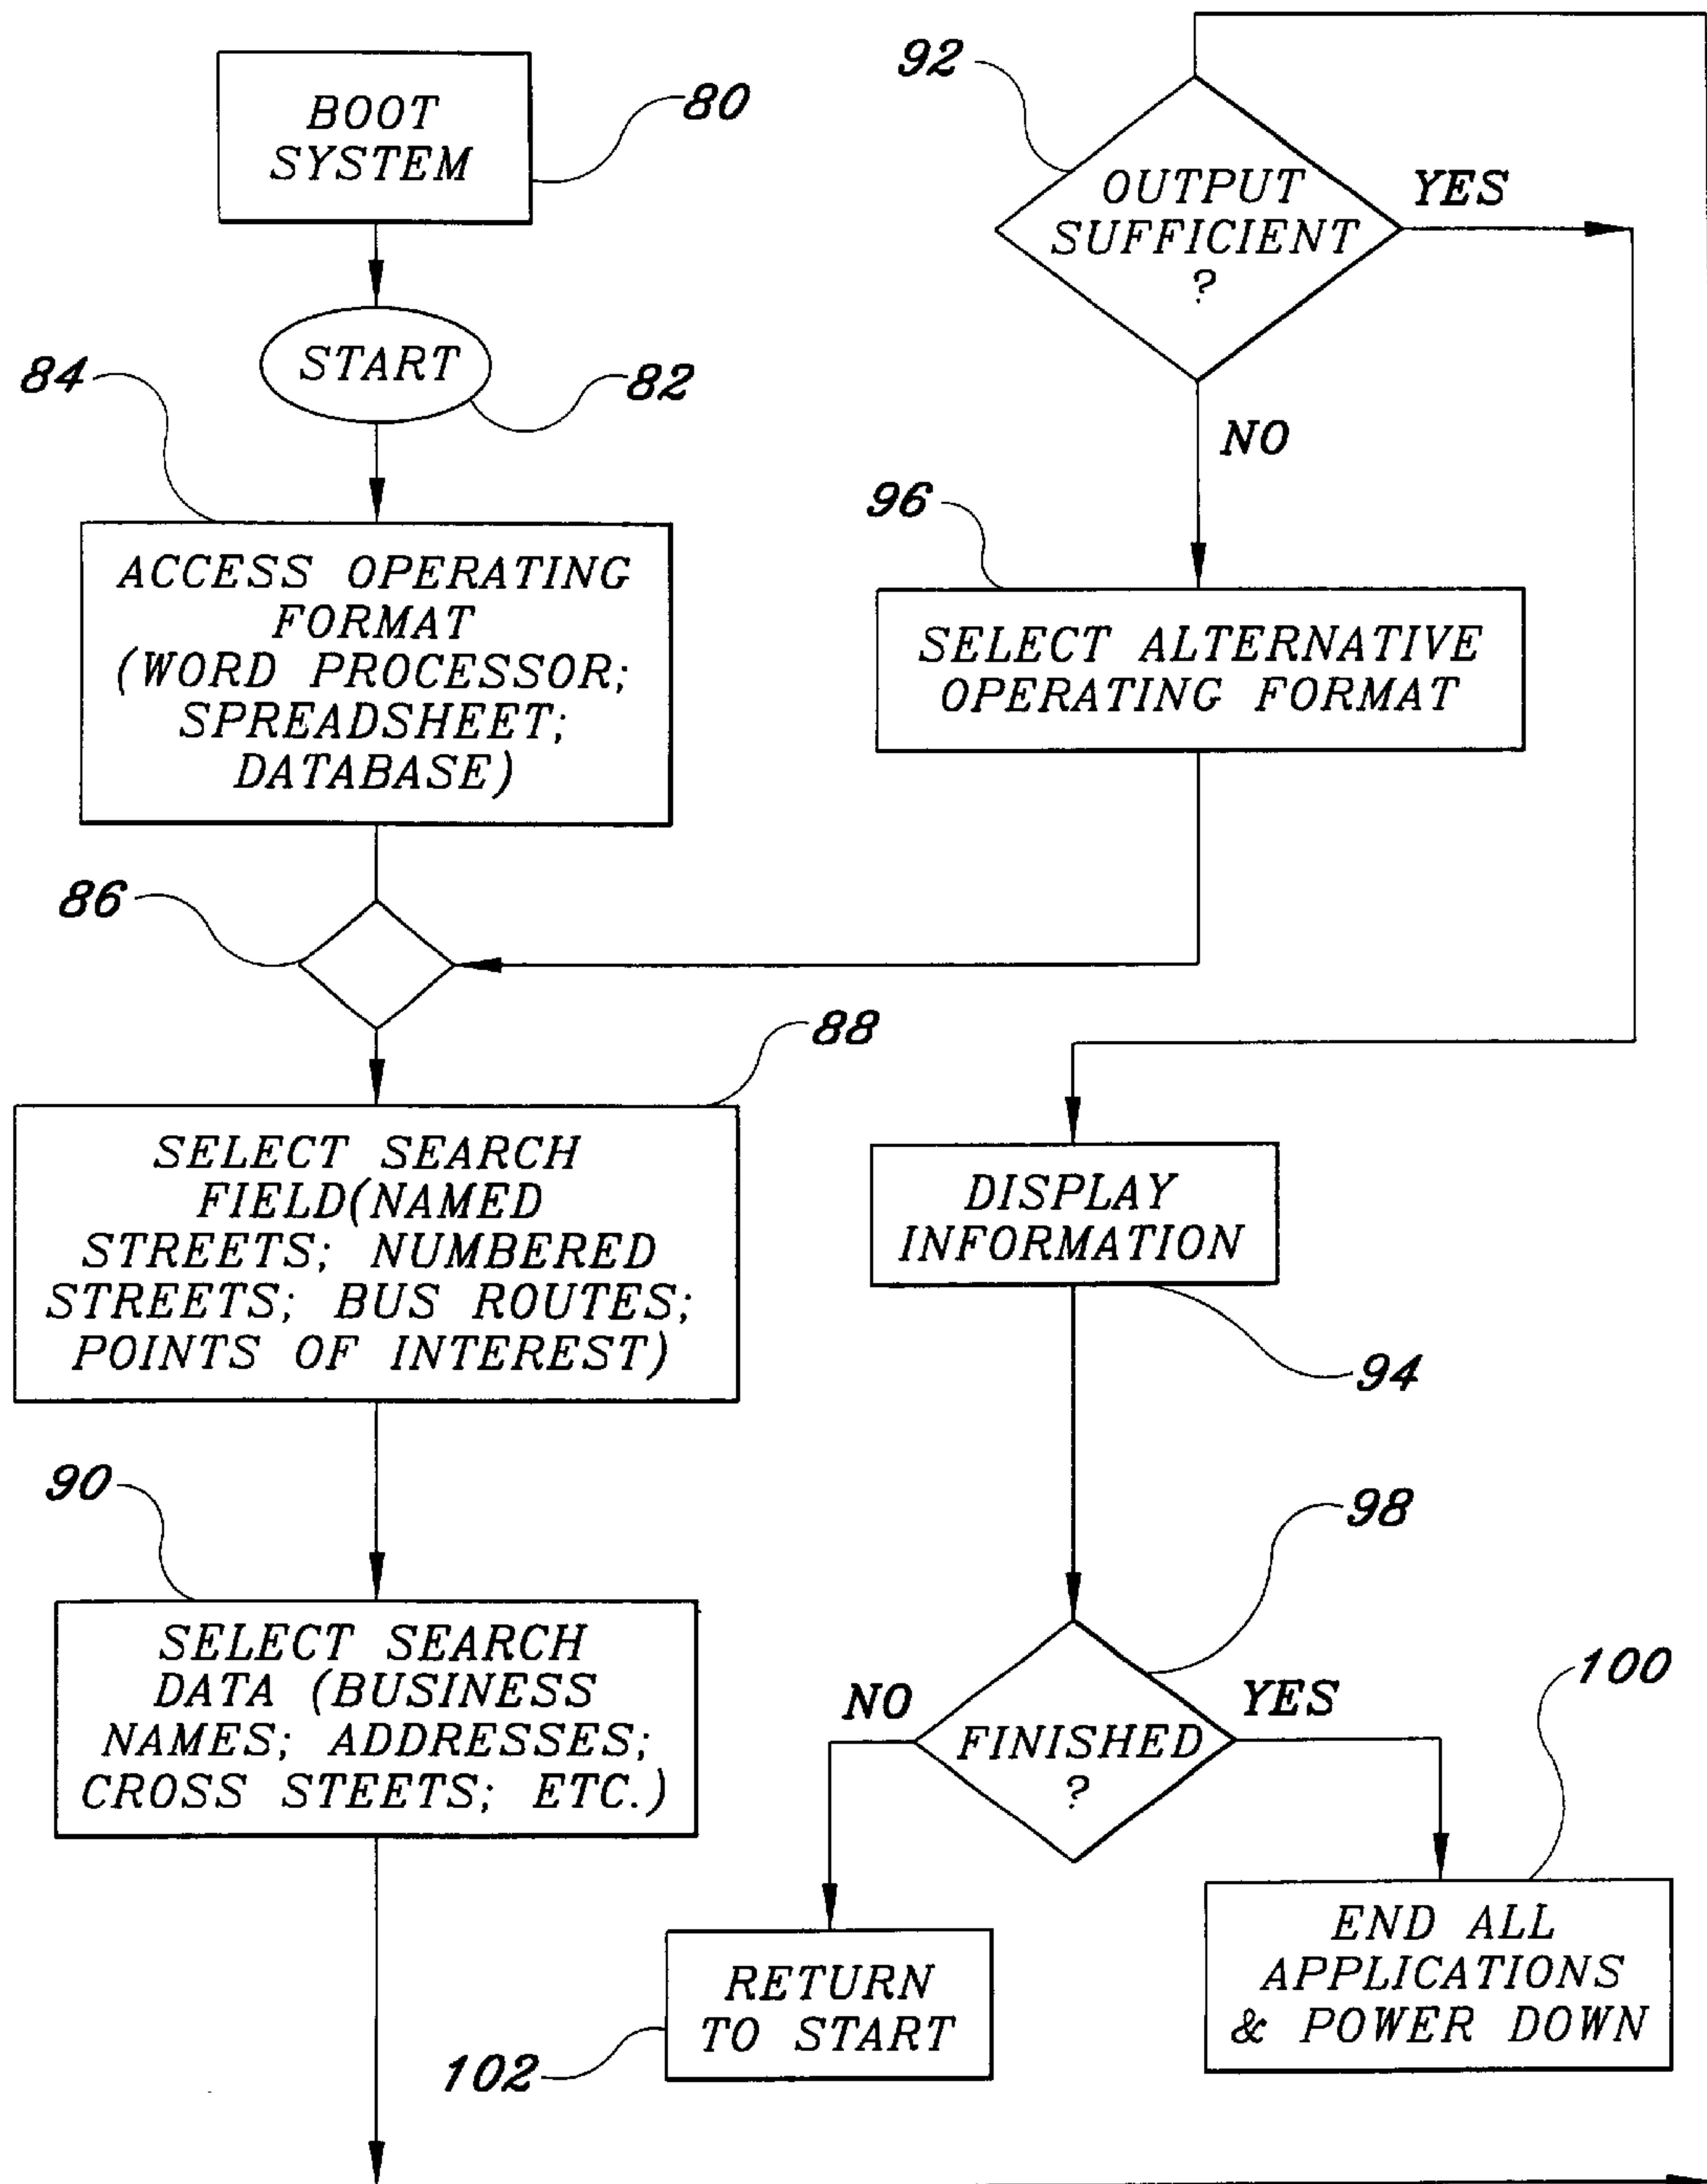 BOOT
SYSTEM
80
START
82
84
ACCESS OPERATING
FORMAT
(WORD PROCESSOR;
SPREADSHEET;
DATABASE)
86
88
SELECT SEARCH
FIELD(NAMED
STREETS; NUMBERED
STREETS; BUS ROUTES;
POINTS OF INTEREST)
90
SELECT SEARCH
DATA (BUSINESS
NAMES; ADDRESSES;
CROSS STEETS; ETC.)
92
OUTPUT
SUFFICIENT
?
YES
NO
96
SELECT ALTERNATIVE
OPERATING FORMAT
DISPLAY
INFORMATION
94
98
FINISHED
?
NO
YES
100
END ALL
APPLICATIONS
& POWER DOWN
RETURN
TO START
102